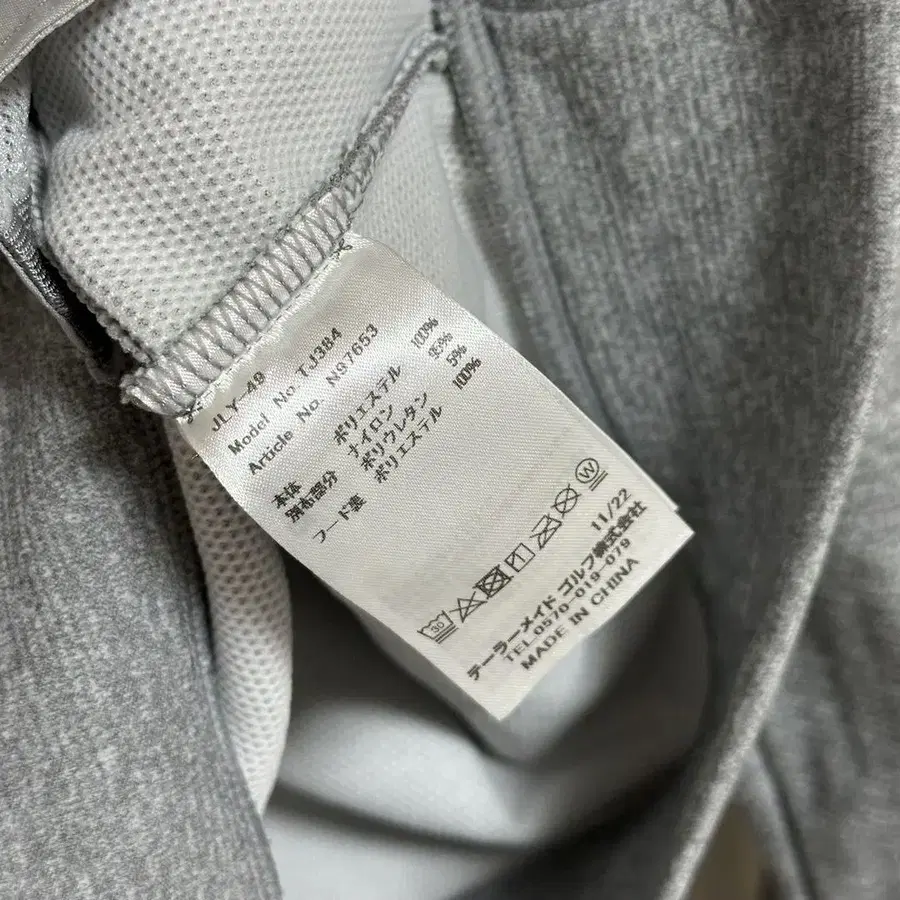 JLY-49
Model No. TJ384
Article No. N97653
本体 ポリエステル 100%
別布部分 ナイロン 95%
ポリウレタン 5%
フード裏 ポリエステル 100%
30 W
11/22
テーラーメイド ゴルフ株式会社
TEL.0570-019-079
MADE IN CHINA